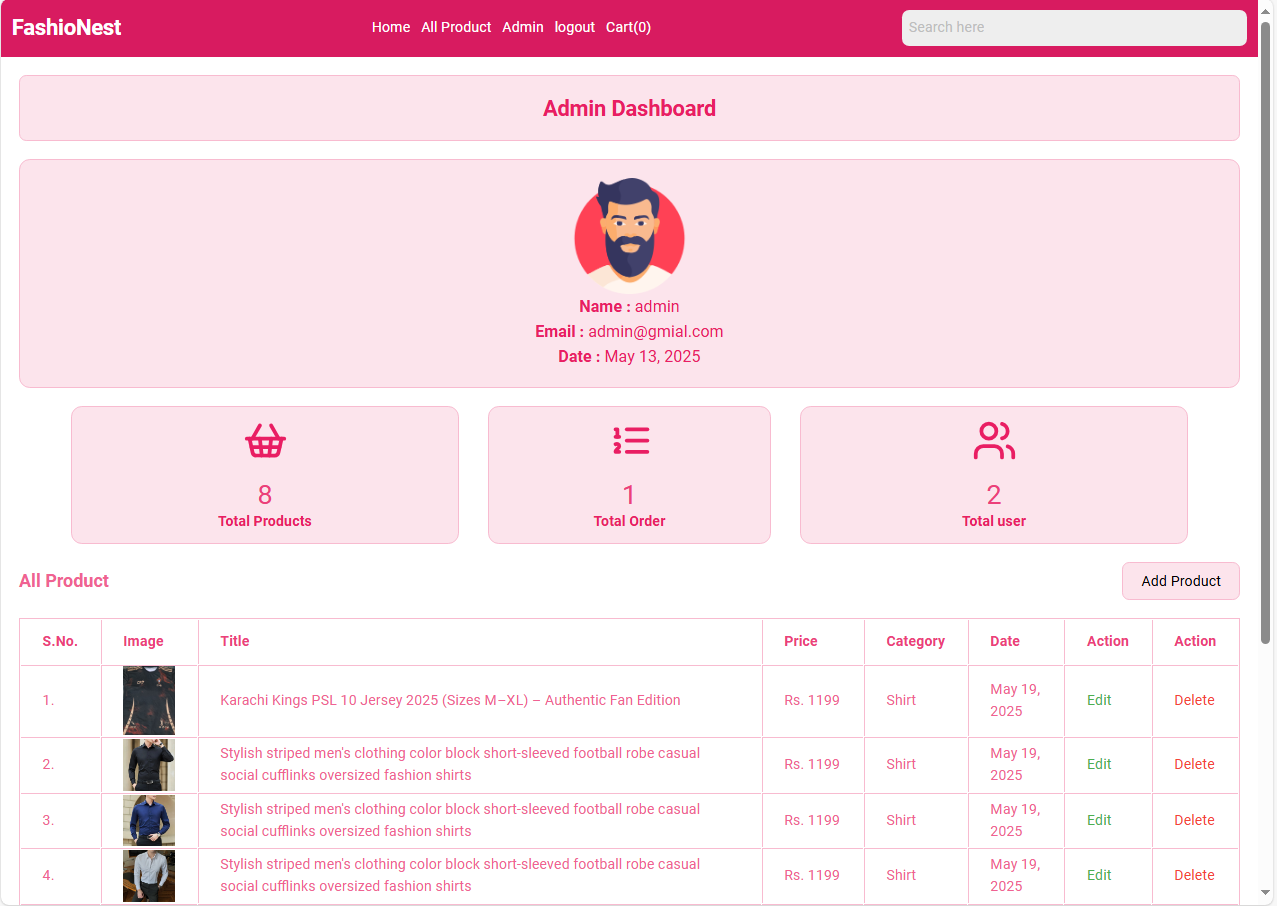 FashioNest
Home All Product Admin logout Cart(0)
Search here
Admin Dashboard
Name : admin
Email : admin@gmial.com
Date : May 13, 2025
8
Total Products
1
Total Order
2
Total user
All Product
Add Product
S.No. Image Title Price Category Date Action Action
1. Karachi Kings PSL 10 Jersey 2025 (Sizes M–XL) – Authentic Fan Edition Rs. 1199 Shirt May 19,
2025 Edit Delete
2. Stylish striped men's clothing color block short-sleeved football robe casual
social cufflinks oversized fashion shirts Rs. 1199 Shirt May 19,
2025 Edit Delete
3. Stylish striped men's clothing color block short-sleeved football robe casual
social cufflinks oversized fashion shirts Rs. 1199 Shirt May 19,
2025 Edit Delete
4. Stylish striped men's clothing color block short-sleeved football robe casual
social cufflinks oversized fashion shirts Rs. 1199 Shirt May 19,
2025 Edit Delete